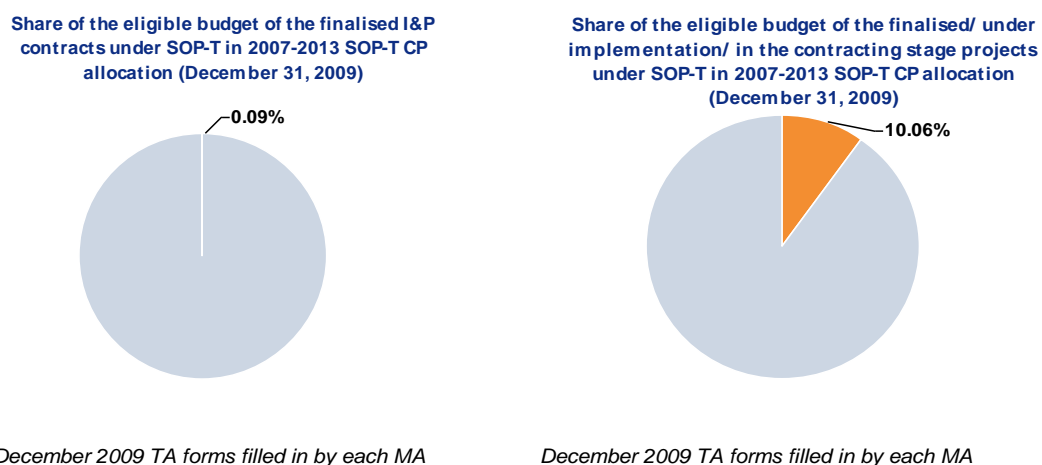 Share of the eligible budget of the finalised I&P
contracts under SOP-T in 2007-2013 SOP-T CP
allocation (December 31, 2009)
0.09%
December 2009 TA forms filled in by each MA
Share of the eligible budget of the finalised/ under
implementation/ in the contracting stage projects
under SOP-T in 2007-2013 SOP-T CP allocation
(December 31, 2009)
10.06%
December 2009 TA forms filled in by each MA